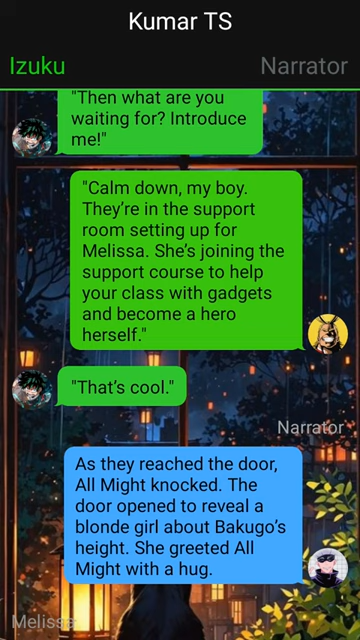 Kumar TS
Izuku
Narrator
"Then what are you
waiting for? Introduce
me!"
"Calm down, my boy.
They’re in the support
room setting up for
Melissa. She’s joining the
support course to help
your class with gadgets
and become a hero
herself."
"That’s cool."
Narrator
As they reached the door,
All Might knocked. The
door opened to reveal a
blonde girl about Bakugo’s
height. She greeted All
Might with a hug.
Melissa